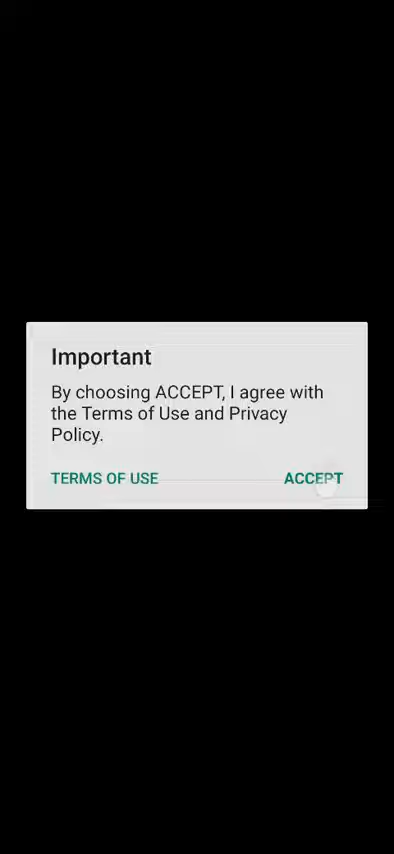 Important
By choosing ACCEPT, I agree with
the Terms of Use and Privacy
Policy.
TERMS OF USE
ACCEPT